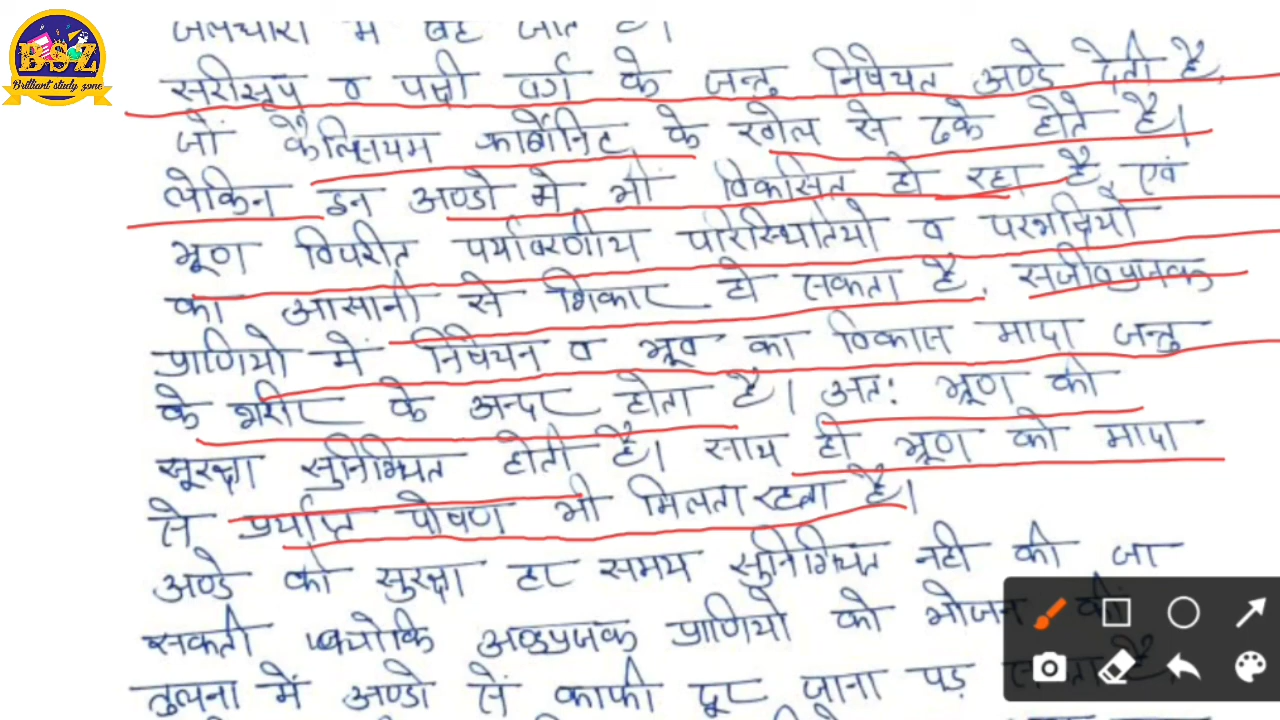 BSZ
Brilliant study zone
जलधारा में बह जाते है।
सरीसृप व पक्षी वर्ग के जन्तु निषेचित अण्डे देती है,
जो कैल्सियम कार्बोनेट के खोल से ढके होते है।
लेकिन इन अण्डो मे भी विकसित हो रहा है, एवं
भ्रूण विपरीत पर्यावरणीय परिस्थितियो व परभक्षियो
का आसानी से शिकार हो सकता है, सजीवप्रजक
प्राणियो में निषेचन व भ्रूव का विकास मादा जन्तु
के शरीर के अन्दर होता है। अतः भ्रूण की
सूरक्षा सुनिश्चित होती है। साथ ही भ्रूण को मादा
से प्रर्याप्त पोषण भी मिलता रहता है।
अण्डे की सुरक्षा हर समय सुनिश्चित नही की जा
सकती क्योकि अण्डप्रजक प्राणियो को भोजन की
तुलना में अण्डो से काफी दूर जाना पड़